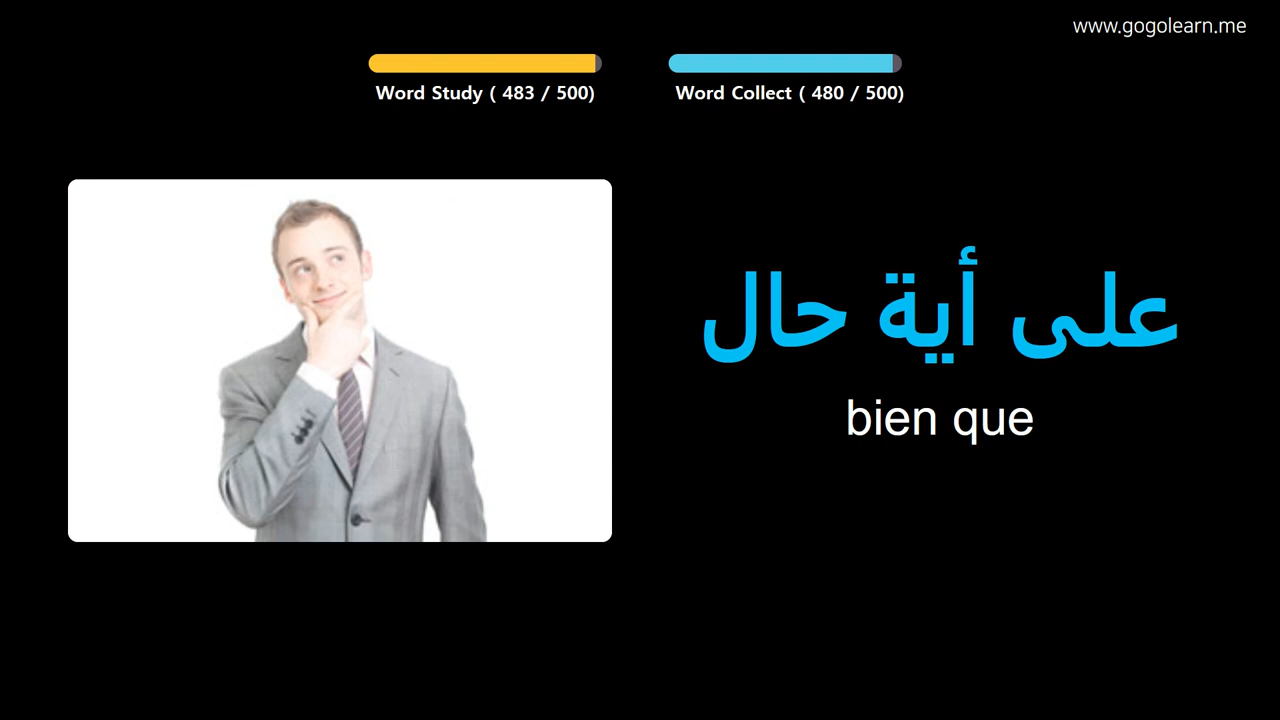 www.gogolearn.me
Word Study ( 483 / 500)
Word Collect ( 480 / 500)
على أية حال
bien que